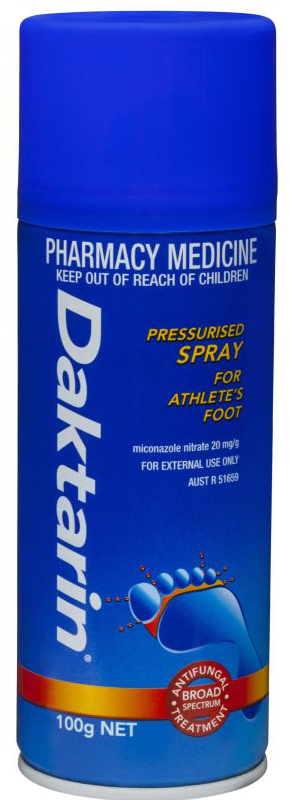 PHARMACY MEDICINE
KEEP OUT OF REACH OF CHILDREN
Daktarin®
PRESSURISED
SPRAY
FOR
ATHLETE'S
FOOT
miconazole nitrate 20 mg/g
FOR EXTERNAL USE ONLY
AUST R 51659
ANTIFUNGAL
BROAD
SPECTRUM
TREATMENT
100g NET